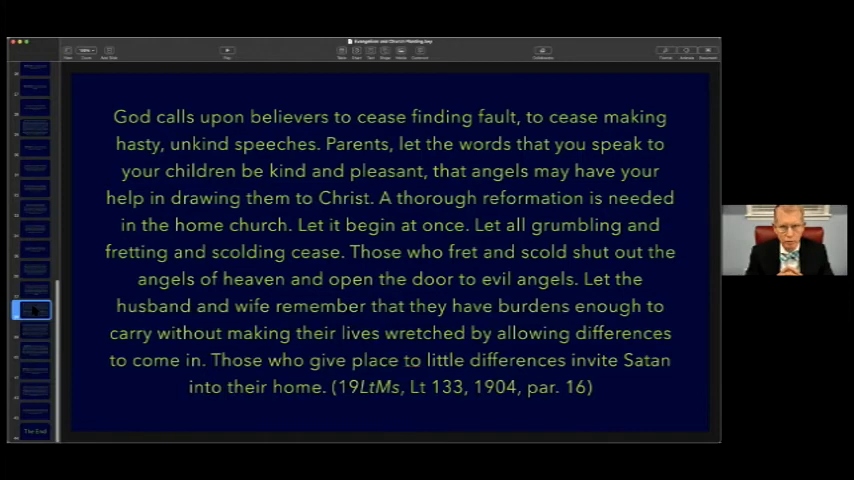 Evangelism and Church Planting.key
God calls upon believers to cease finding fault, to cease making
hasty, unkind speeches. Parents, let the words that you speak to
your children be kind and pleasant, that angels may have your
help in drawing them to Christ. A thorough reformation is needed
in the home church. Let it begin at once. Let all grumbling and
fretting and scolding cease. Those who fret and scold shut out the
angels of heaven and open the door to evil angels. Let the
husband and wife remember that they have burdens enough to
carry without making their lives wretched by allowing differences
to come in. Those who give place to little differences invite Satan
into their home. (19LtMs, Lt 133, 1904, par. 16)
The End